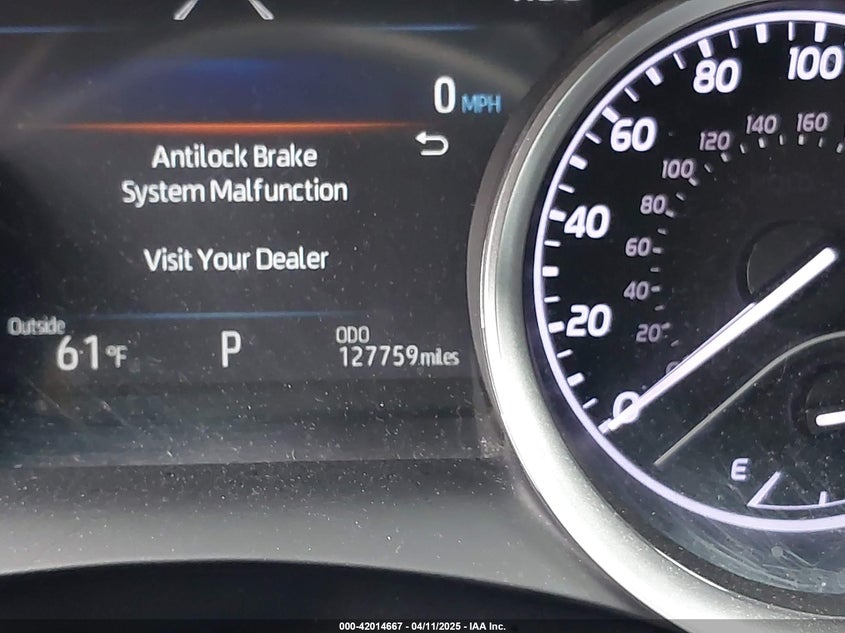 0 MPH
Antilock Brake
System Malfunction
Visit Your Dealer
Outside
61 °F
P
ODO
127759 miles
0
20
40
60
80
100
20
40
60
80
100
120
140
160
E
000-42014667 - 04/11/2025 - IAA Inc.